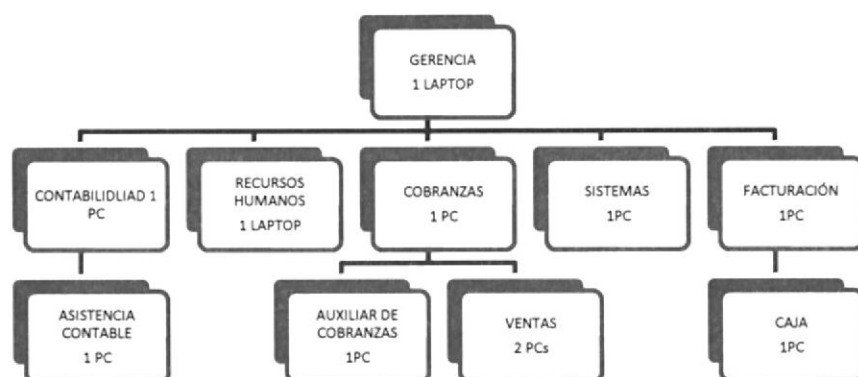 GERENCIA
1 LAPTOP
CONTABILIDLIAD 1
PC
RECURSOS
HUMANOS
1 LAPTOP
COBRANZAS
1 PC
SISTEMAS
1PC
FACTURACIÓN
1PC
ASISTENCIA
CONTABLE
1 PC
AUXILIAR DE
COBRANZAS
1PC
VENTAS
2 PCs
CAJA
1PC